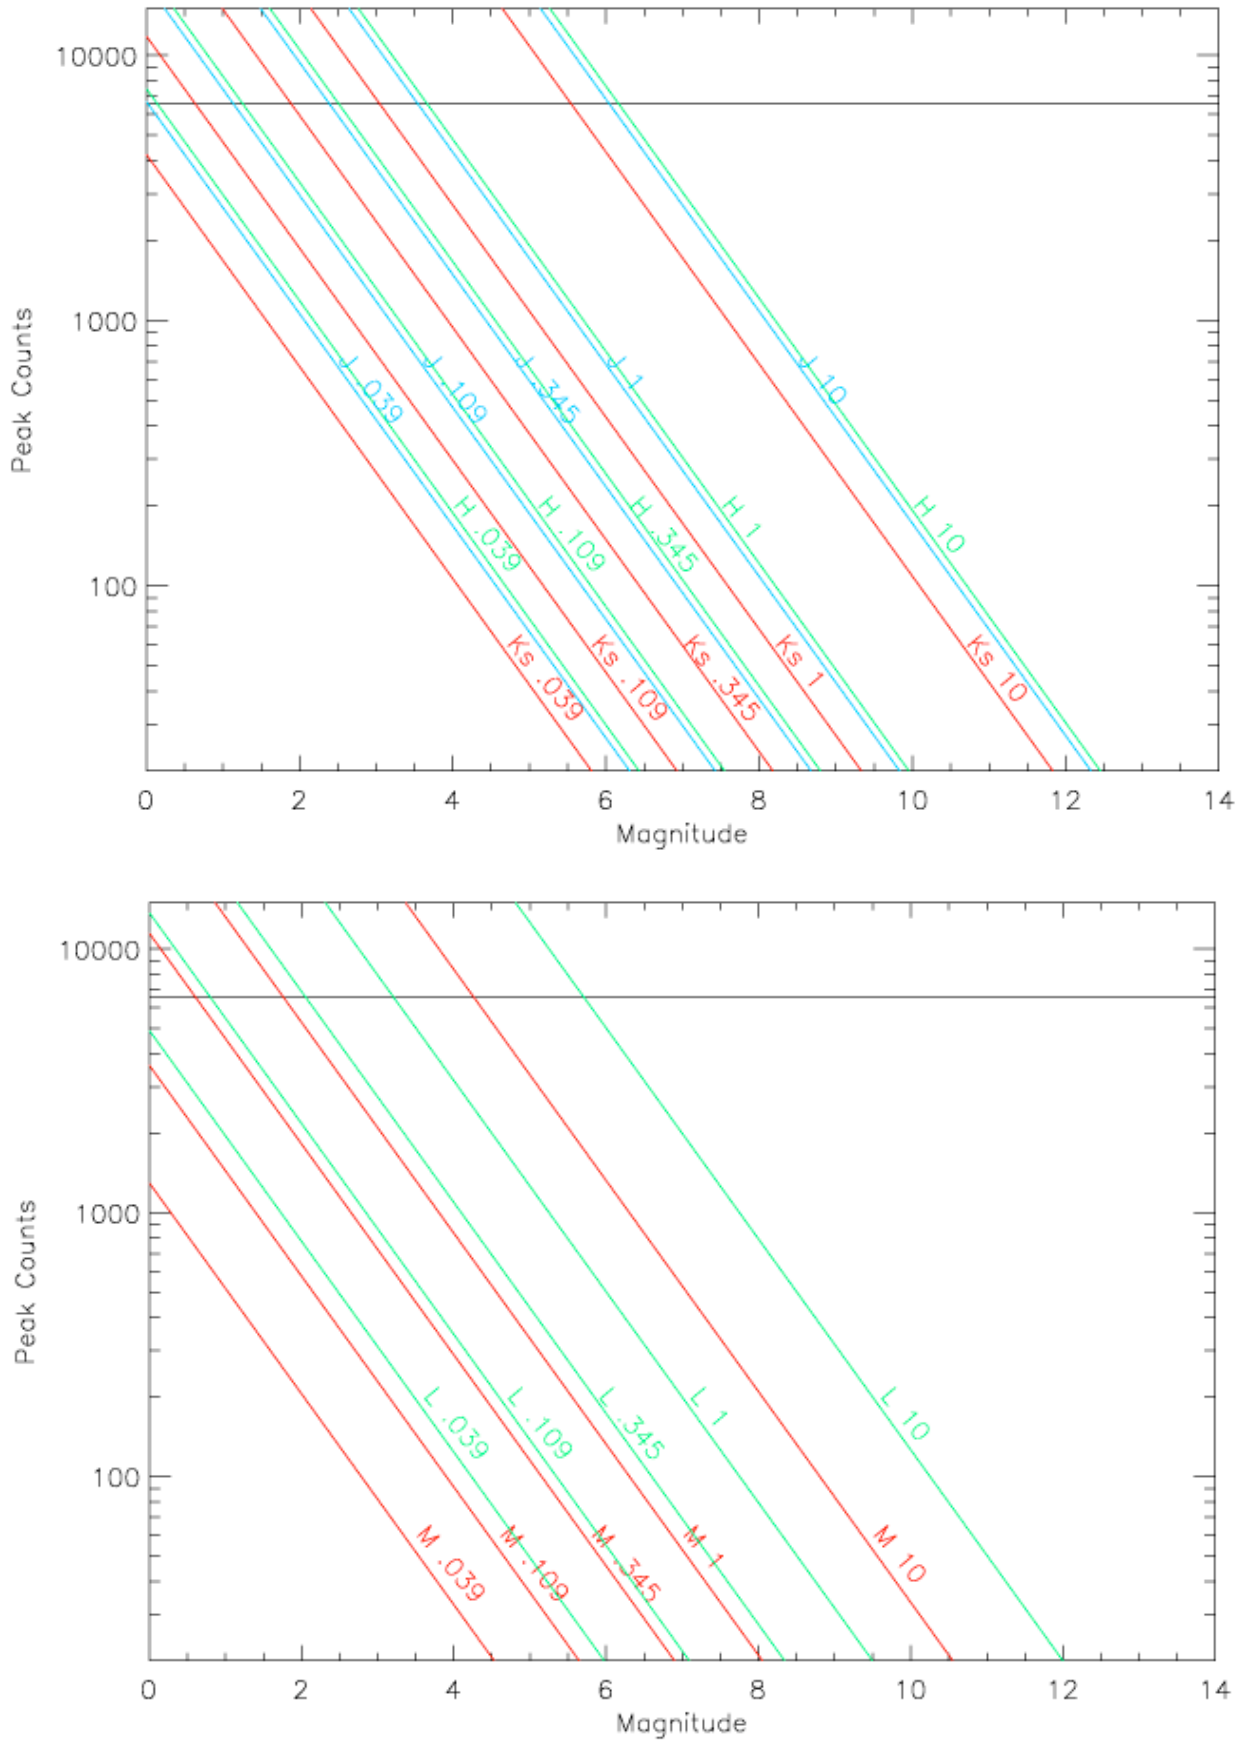 10000
1000
100
Peak Counts
J .039
J .109
J .345
J 1
J 10
H .039
H .109
H .345
H 1
H 10
Ks .039
Ks .109
Ks .345
Ks 1
Ks 10
0 2 4 6 8 10 12 14
Magnitude
10000
1000
100
Peak Counts
L .039
L .109
L .345
L 1
L 10
M .039
M .109
M .345
M 1
M 10
0 2 4 6 8 10 12 14
Magnitude